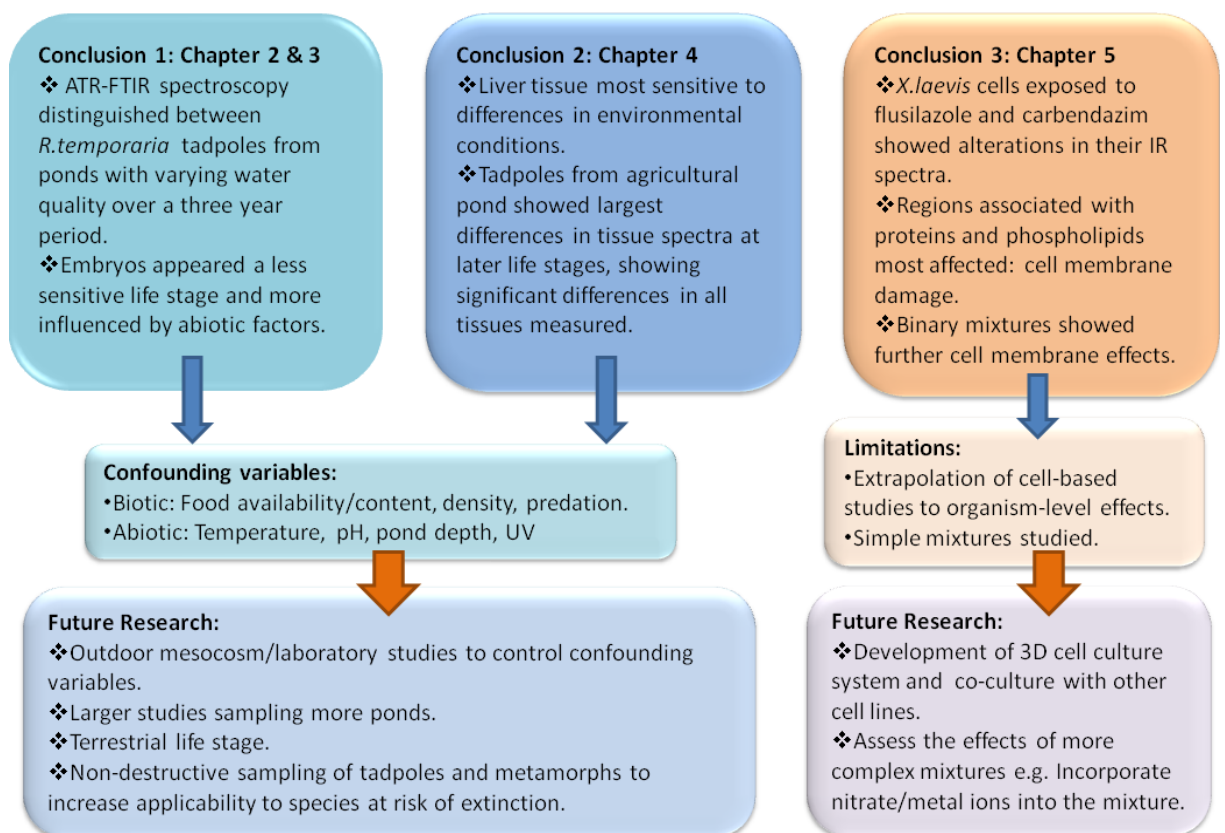 Conclusion 1: Chapter 2 & 3
❖ ATR-FTIR spectroscopy
distinguished between
R.temporaria tadpoles from
ponds with varying water
quality over a three year
period.
❖Embryos appeared a less
sensitive life stage and more
influenced by abiotic factors.
Conclusion 2: Chapter 4
❖Liver tissue most sensitive to
differences in environmental
conditions.
❖Tadpoles from agricultural
pond showed largest
differences in tissue spectra at
later life stages, showing
significant differences in all
tissues measured.
Conclusion 3: Chapter 5
❖X.laevis cells exposed to
flusilazole and carbendazim
showed alterations in their IR
spectra.
❖Regions associated with
proteins and phospholipids
most affected: cell membrane
damage.
❖Binary mixtures showed
further cell membrane effects.
Confounding variables:
•Biotic: Food availability/content, density, predation.
•Abiotic: Temperature, pH, pond depth, UV
Limitations:
•Extrapolation of cell-based
studies to organism-level effects.
•Simple mixtures studied.
Future Research:
❖Outdoor mesocosm/laboratory studies to control confounding
variables.
❖Larger studies sampling more ponds.
❖Terrestrial life stage.
❖Non-destructive sampling of tadpoles and metamorphs to
increase applicability to species at risk of extinction.
Future Research:
❖Development of 3D cell culture
system and co-culture with other
cell lines.
❖Assess the effects of more
complex mixtures e.g. Incorporate
nitrate/metal ions into the mixture.